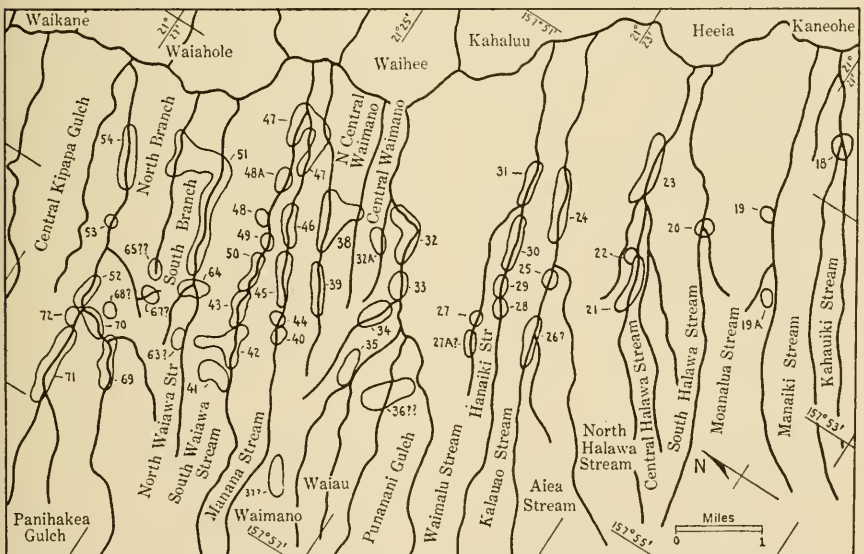 Waikane
21°
27'
Waiahole
21°25'
Waihee
157°51'
Kahaluu
21°
23'
Heeia
Kaneohe
21°
21'
Central Kipapa Gulch
54
North Branch
51
47
47
N Central
Waimano
Central Waimano
48A
48
49
46
50
38
32A
32
31
24
23
18
19
20
53
65??
South Branch
64
52
68?
67?
72
70
43
45
39
33
30
29
28
25
22
21
44
40
34
35
27
27A?
26?
19A
63?
42
41
71
69
36??
37?
North Waiawa Str
South Waiawa
Stream
Manana Stream
Waimano
157°57'
Waiau
Punanani Gulch
Waimalu Stream
Hanaiki Str
Kalauao Stream
Aiea
Stream
North
Halawa
Stream
Central Halawa Stream
South Halawa Stream
Moanalua Stream
Manaiki Stream
Kahauiki Stream
157°53'
157°55'
N
Miles
0
1
Panihakea
Gulch